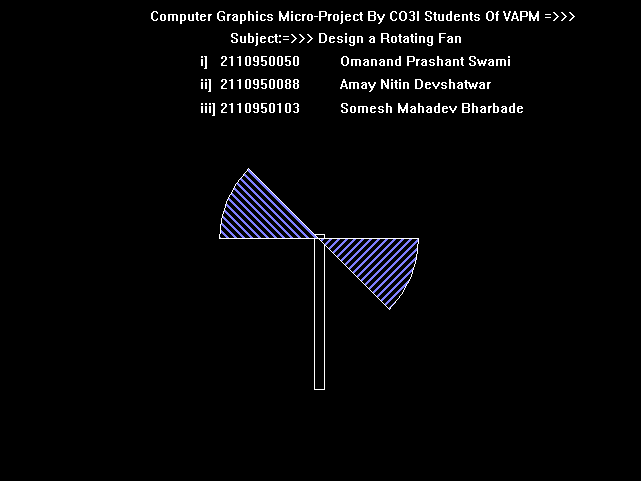 Computer Graphics Micro-Project By CO3I Students Of VAPM =>>>
Subject:=>>> Design a Rotating Fan
i] 2110950050 Omanand Prashant Swami
ii] 2110950088 Amay Nitin Devshatwar
iii] 2110950103 Somesh Mahadev Bharbade